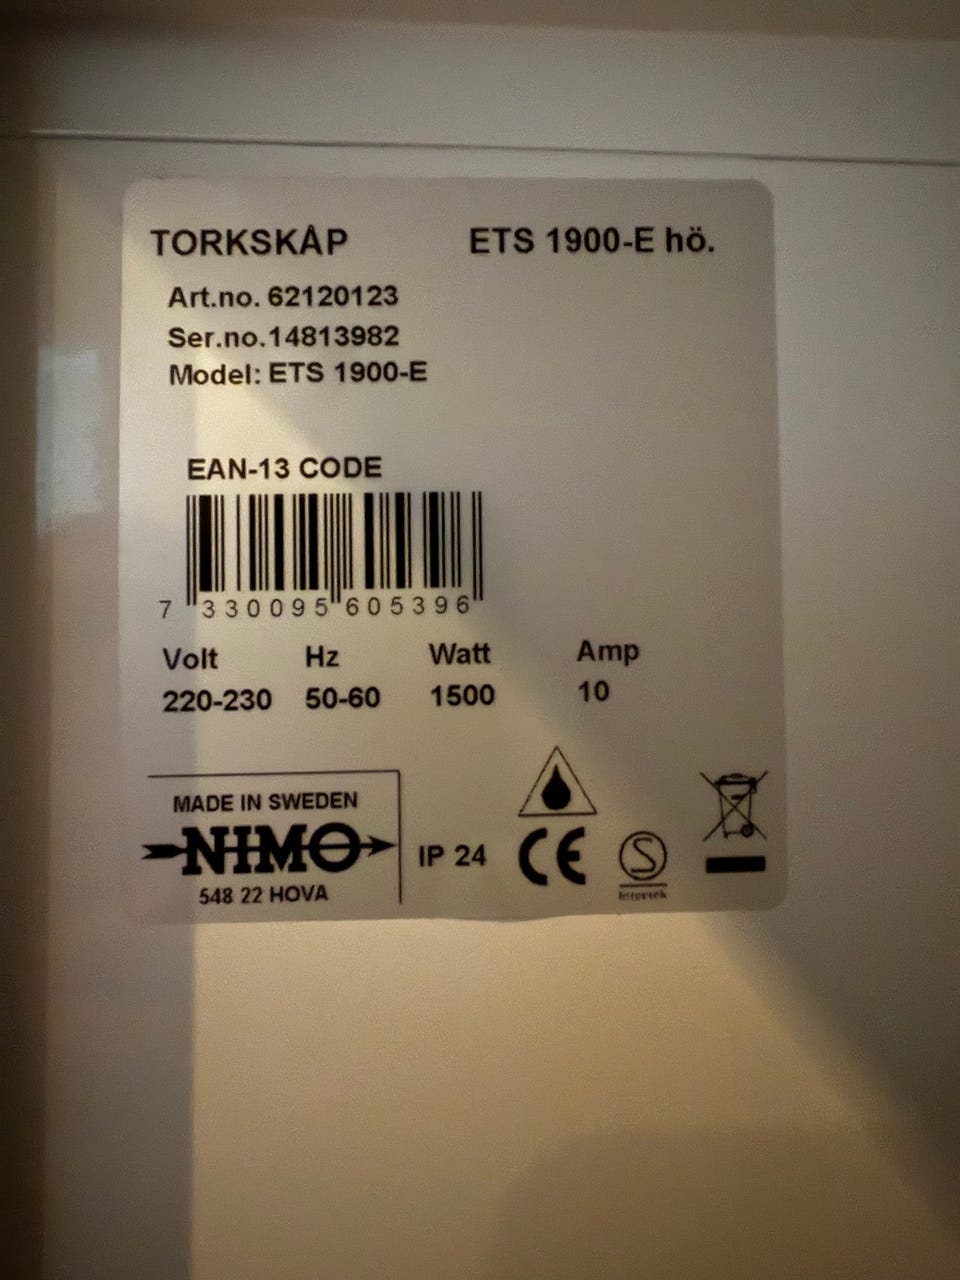 TORKSKÅP ETS 1900-E hö.
Art.no. 62120123
Ser.no.14813982
Model: ETS 1900-E
EAN-13 CODE
7 330095 605396
Volt Hz Watt Amp
220-230 50-60 1500 10
MADE IN SWEDEN
NIMO
548 22 HOVA
IP 24
CE
S
Intertek